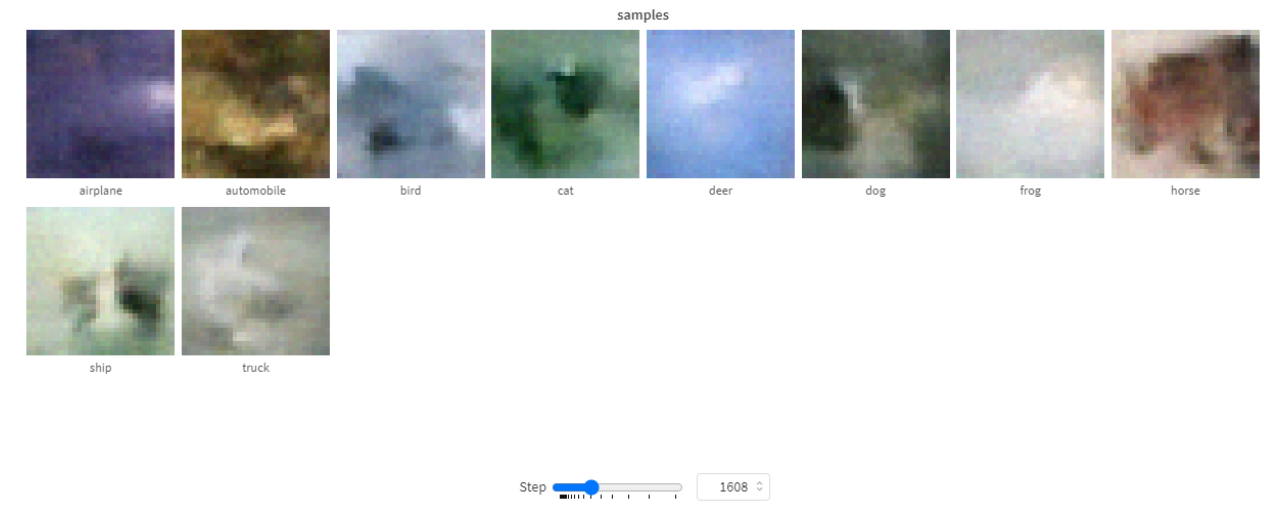 samples
airplane automobile bird cat deer dog frog horse
ship truck
Step 1608